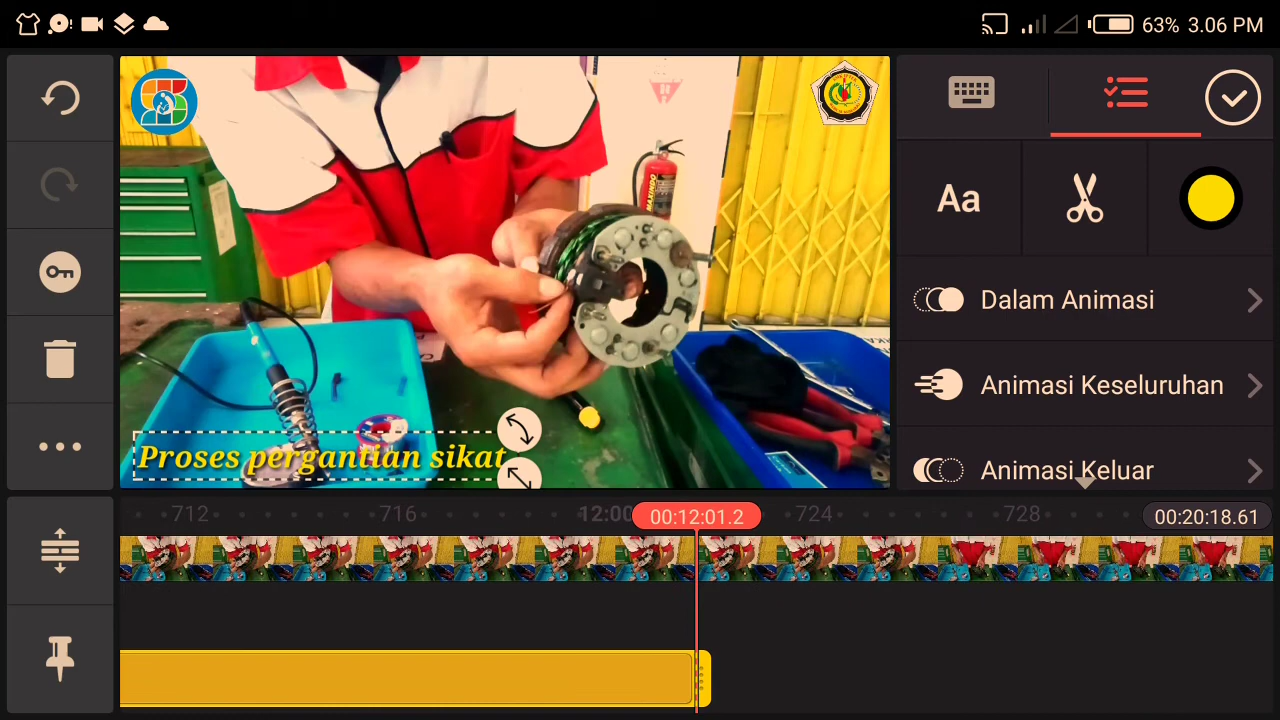 63% 3.06 PM
MAXINDO
Proses pergantian sikat
Aa
Dalam Animasi
Animasi Keseluruhan
Animasi Keluar
712
716
12:00
00:12:01.2
724
728
00:20:18.61